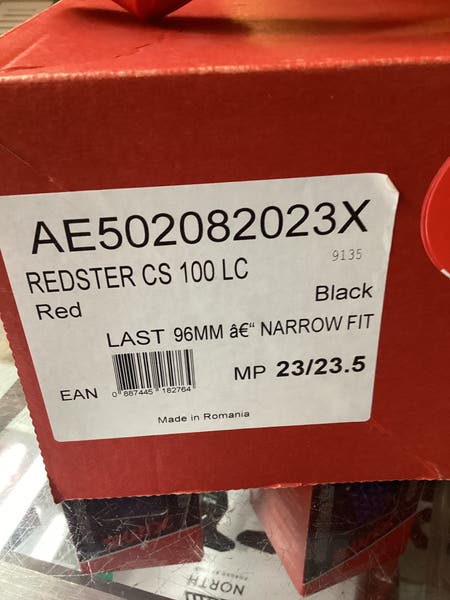 AE502082023X
9135
REDSTER CS 100 LC
Red
Black
LAST 96MM â€“ NARROW FIT
EAN
0 887445 182764
MP 23/23.5
Made in Romania
NORTH